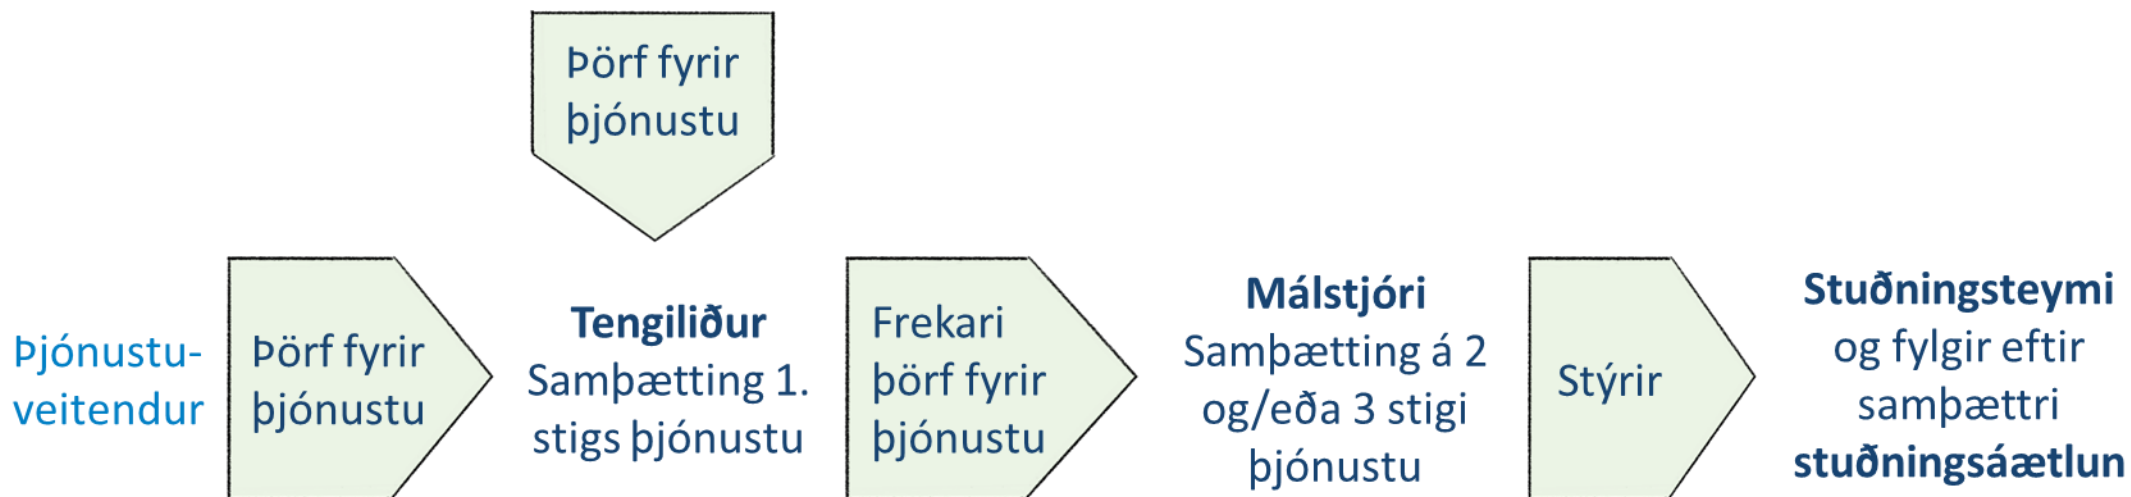 Þörf fyrir
þjónustu
Þjónustu-
veitendur
Þörf fyrir
þjónustu
Tengiliður
Samþætting 1.
stigs þjónustu
Frekari
þörf fyrir
þjónustu
Málstjóri
Samþætting á 2
og/eða 3 stigi
þjónustu
Stýrir
Stuðningsteymi
og fylgir eftir
samþættri
stuðningsáætlun